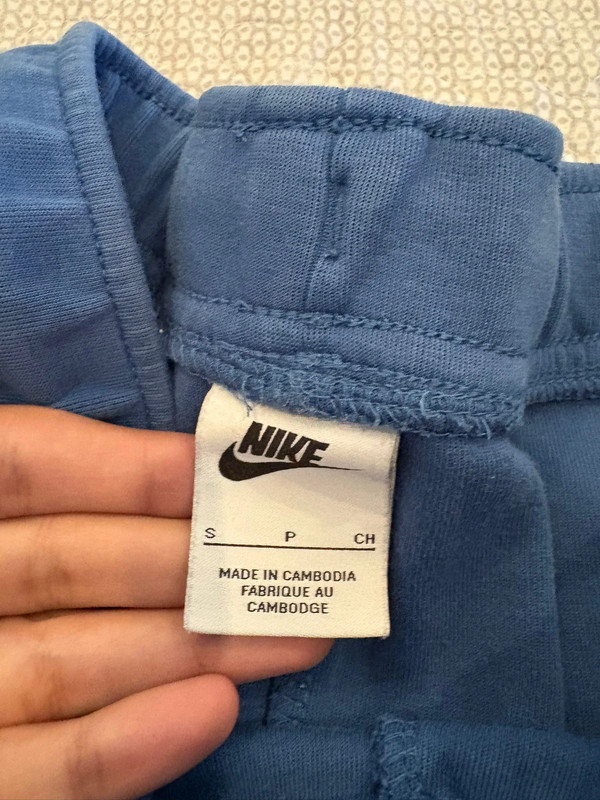 NIKE
S P CH
MADE IN CAMBODIA
FABRIQUE AU
CAMBODGE